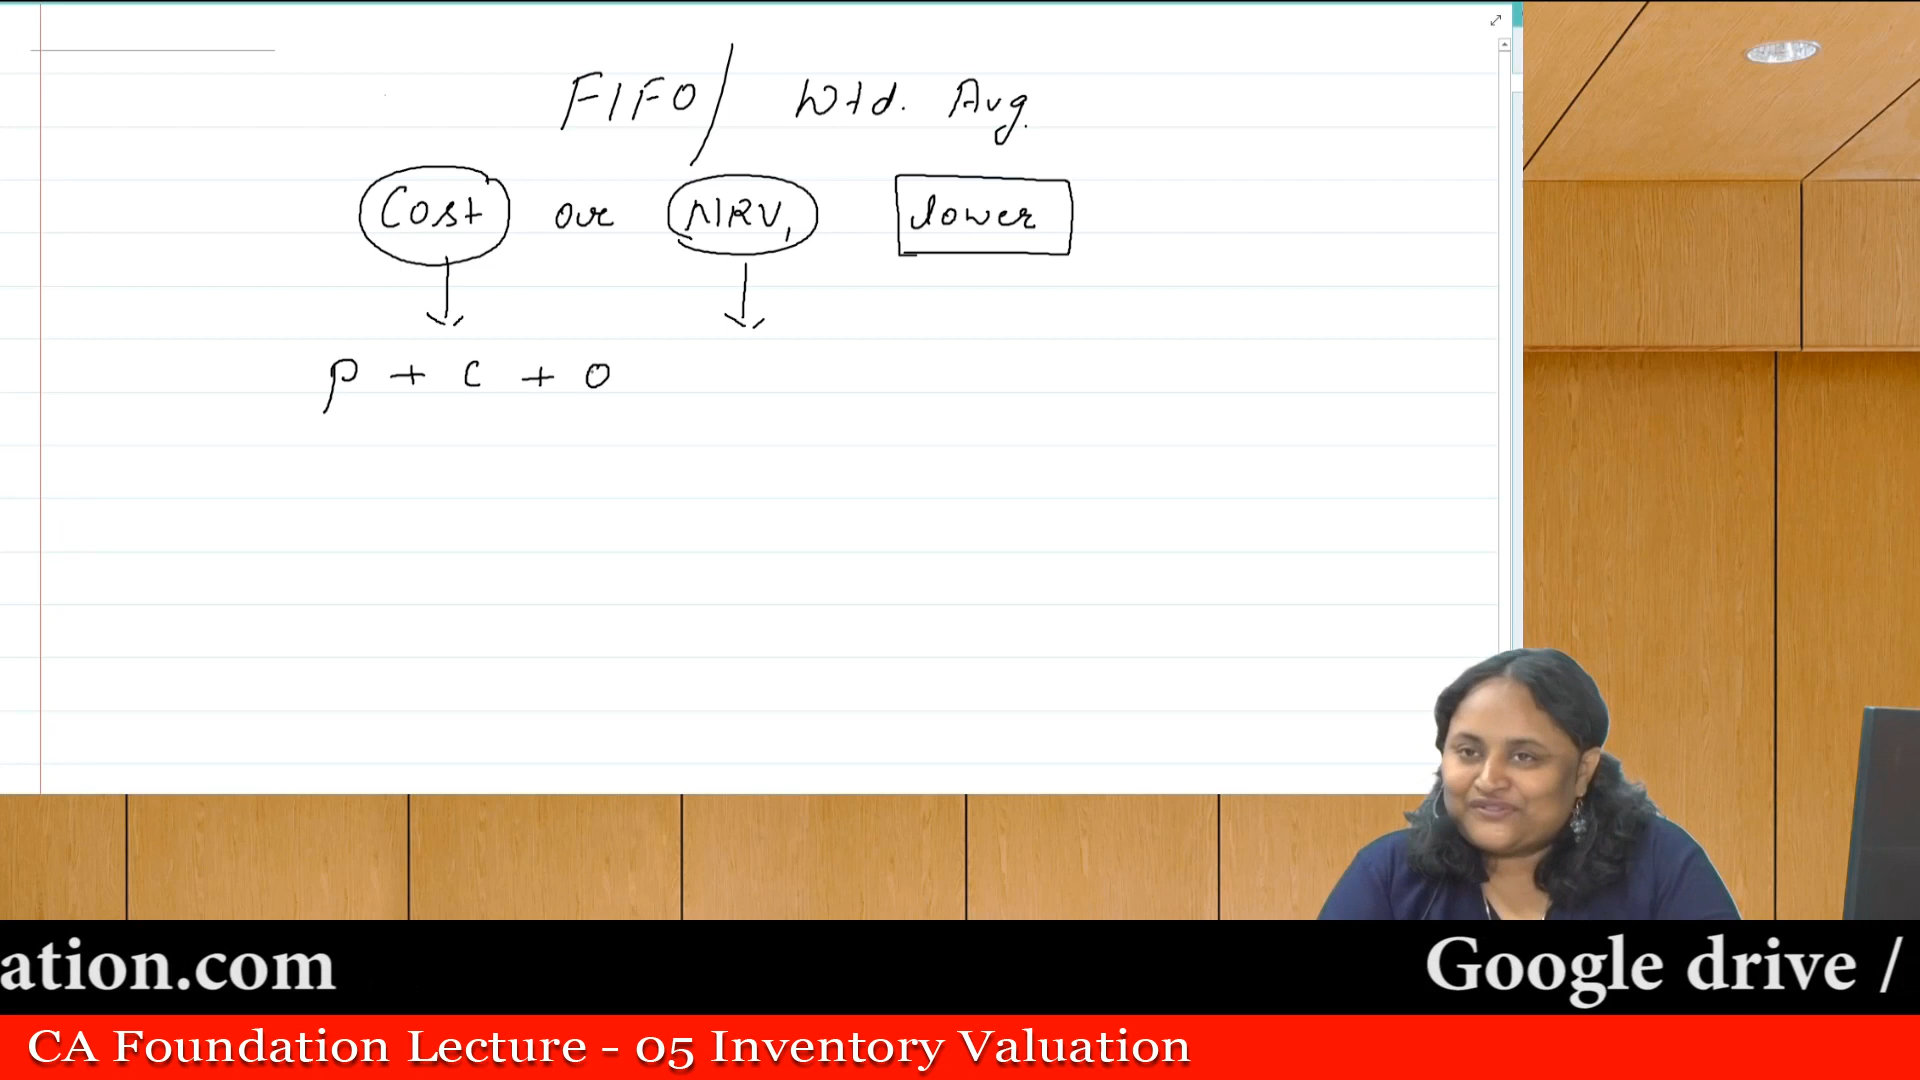 FIFO/ Wtd. Avg.
Cost or NRV, lower
P + C + O
ation.com Google drive /
CA Foundation Lecture - 05 Inventory Valuation